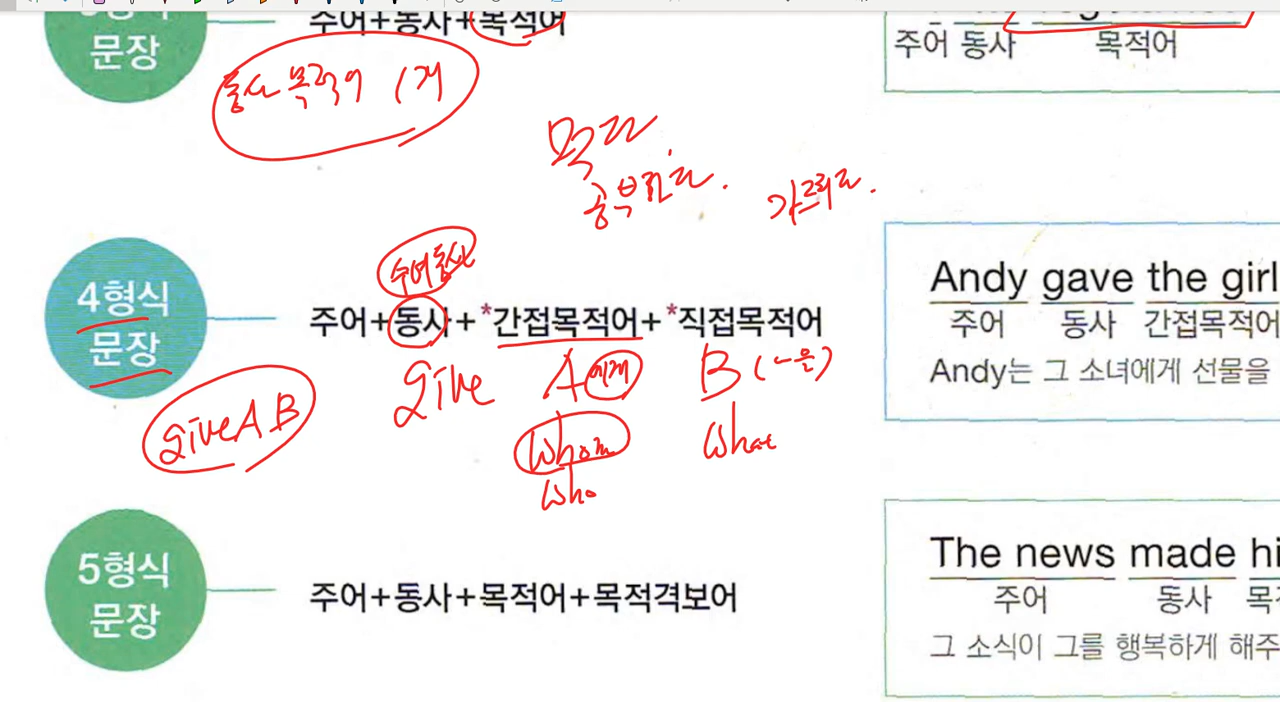 주어+동사+목적어
문장
주어 동사 목적어
동사 목적어 1개
가르치다.
4형식
문장
수여동사
주어+동사+*간접목적어+*직접목적어
give A 에게 B (~을)
give A B
Whom
What
Who
Andy gave the girl
주어 동사 간접목적어
Andy는 그 소녀에게 선물을
5형식
문장
주어+동사+목적어+목적격보어
The news made hi
주어 동사 목적
그 소식이 그를 행복하게 해주